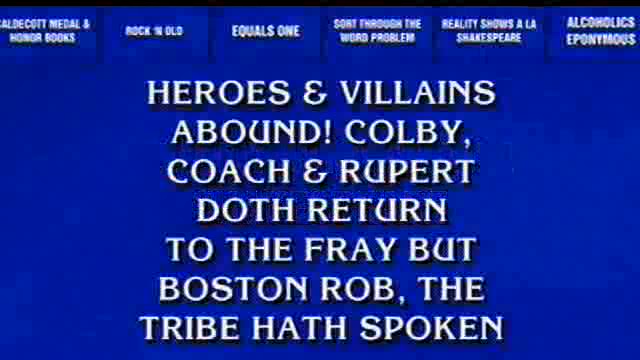 CALDECOTT MEDAL &
HONOR BOOKS
ROCK 'N OLD
EQUALS ONE
SORT THROUGH THE
WORD PROBLEM
REALITY SHOWS A LA
SHAKESPEARE
ALCOHOLICS
EPONYMOUS
HEROES & VILLAINS
ABOUND! COLBY,
COACH & RUPERT
DOTH RETURN
TO THE FRAY BUT
BOSTON ROB, THE
TRIBE HATH SPOKEN